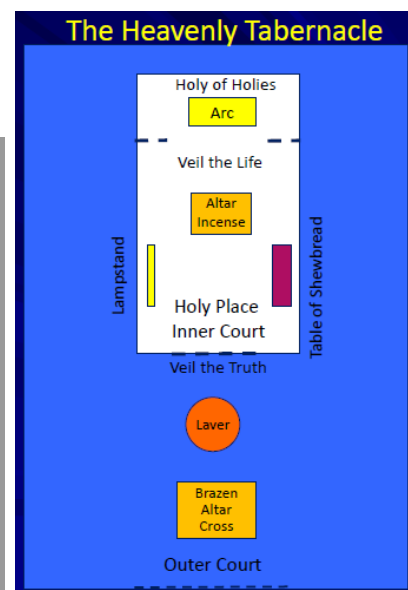 The Heavenly Tabernacle
Holy of Holies
Arc
Veil the Life
Altar
Incense
Lampstand
Table of Shewbread
Holy Place
Inner Court
Veil the Truth
Laver
Brazen
Altar
Cross
Outer Court